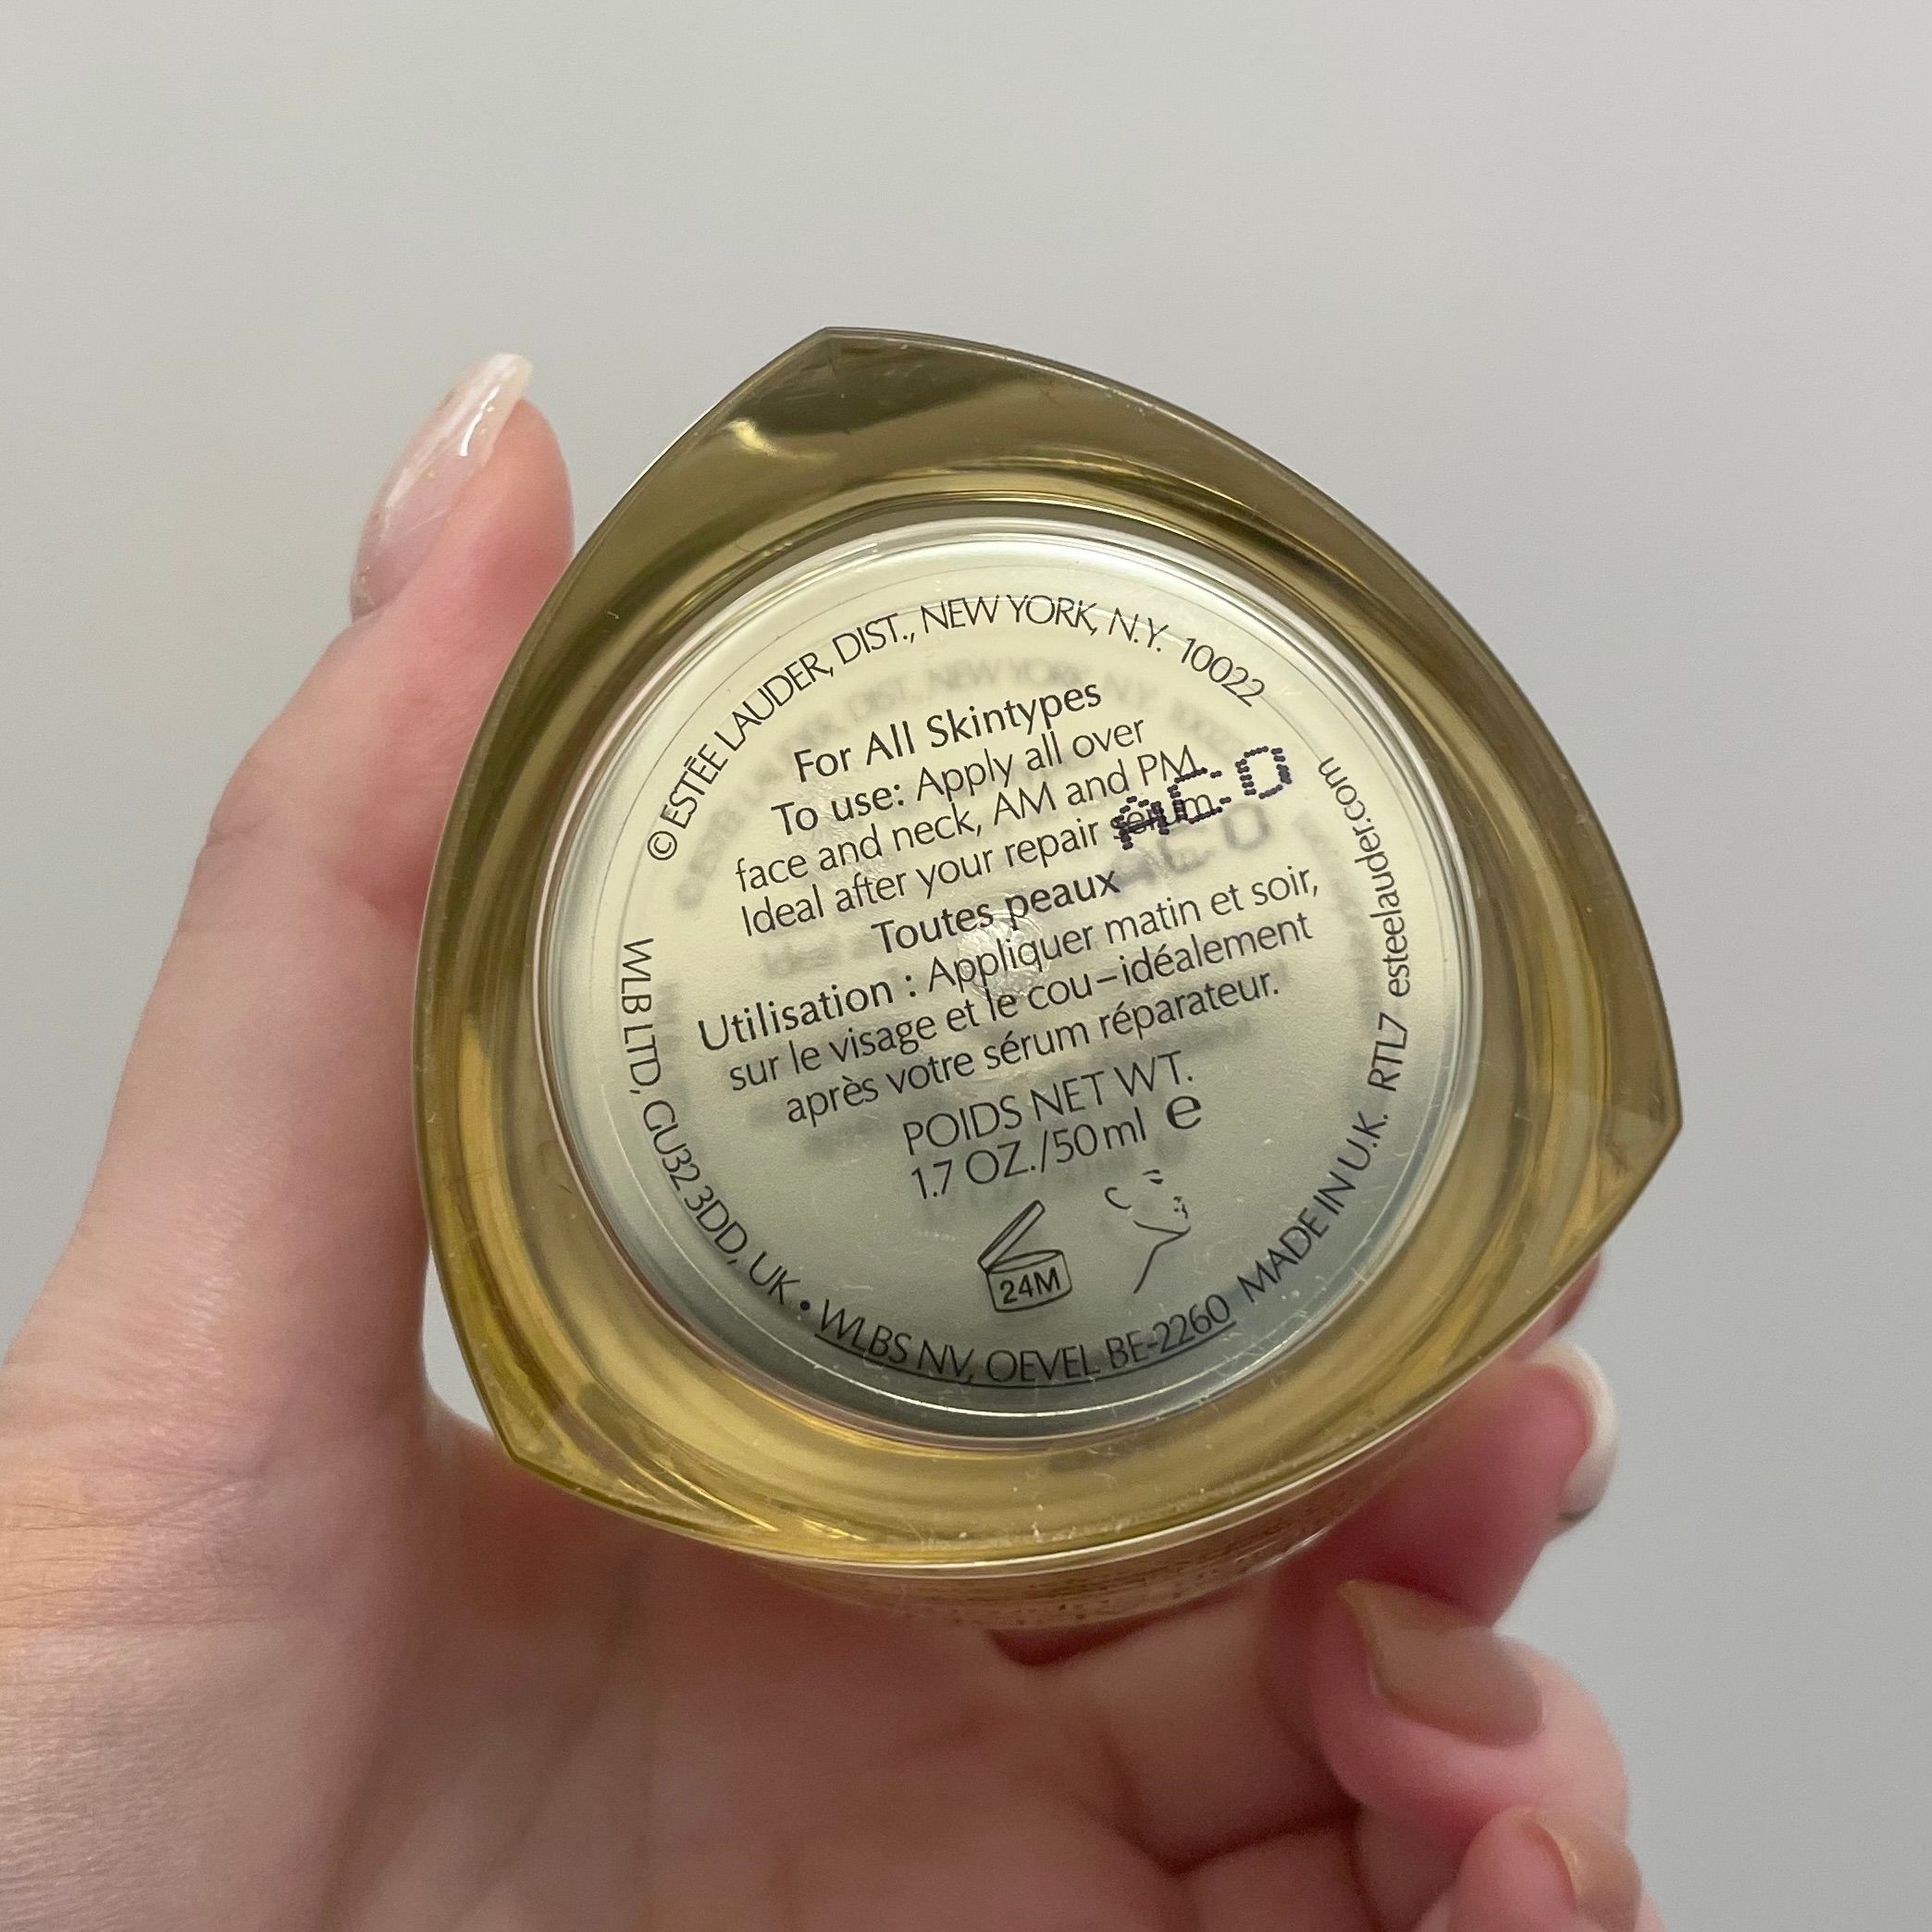 © ESTĒE LAUDER, DIST., NEW YORK, N.Y. 10022
For All Skintypes
To use: Apply all over
face and neck, AM and PM.
Ideal after your repair serum.
Toutes peaux
Utilisation : Appliquer matin et soir,
sur le visage et le cou–idéalement
après votre sérum réparateur.
POIDS NET WT.
1.7 OZ./50 ml e
24M
WLB LTD, GU32 3DD, UK • WLBS NV, OEVEL BE-2260 MADE IN U.K. RTL7 esteelauder.com